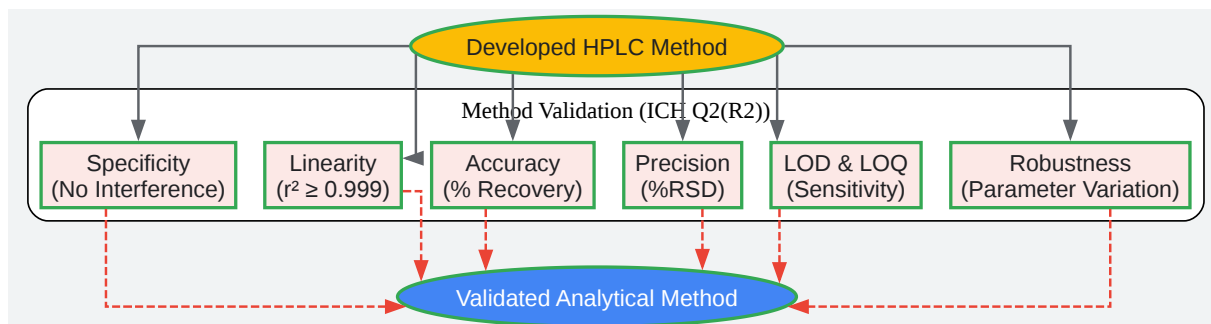 Developed HPLC Method
Method Validation (ICH Q2(R2))
Specificity
(No Interference)
Linearity
(r² ≥ 0.999)
Accuracy
(% Recovery)
Precision
(%RSD)
LOD & LOQ
(Sensitivity)
Robustness
(Parameter Variation)
Validated Analytical Method